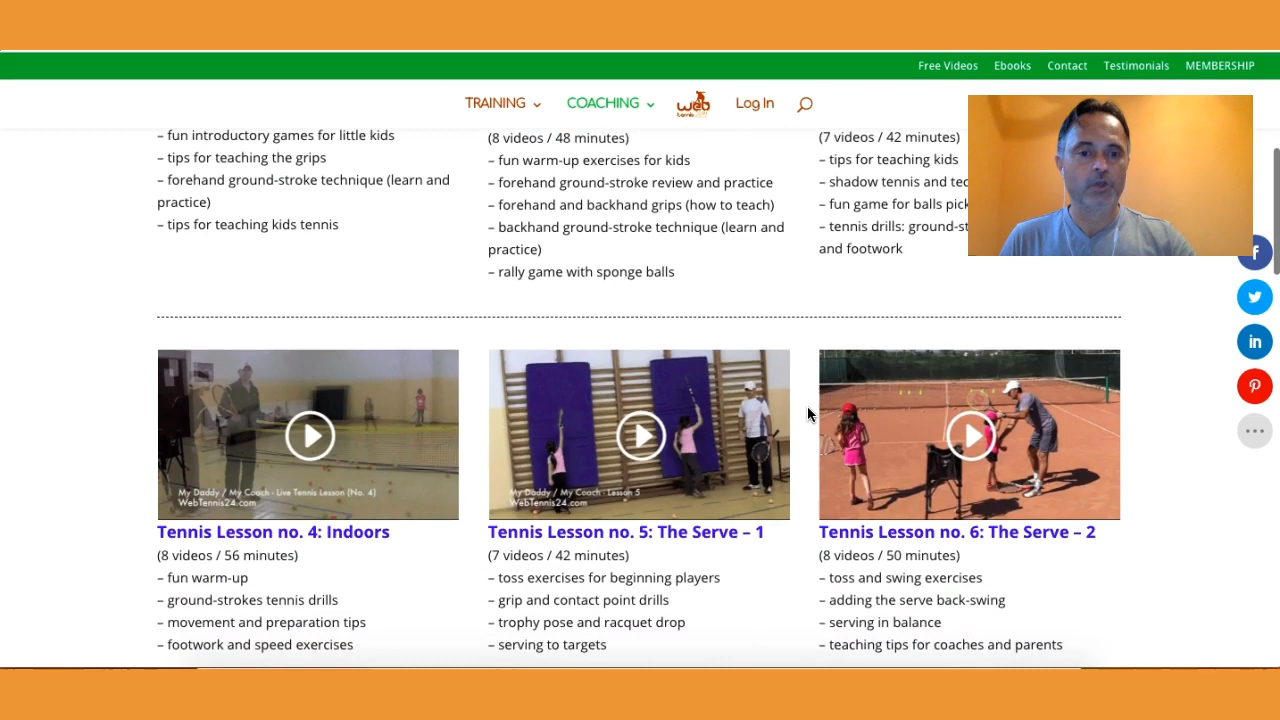 Free Videos Ebooks Contact Testimonials MEMBERSHIP
TRAINING COACHING web tennis Log In
– fun introductory games for little kids
– tips for teaching the grips
– forehand ground-stroke technique (learn and
practice)
– tips for teaching kids tennis
(8 videos / 48 minutes)
– fun warm-up exercises for kids
– forehand ground-stroke review and practice
– forehand and backhand grips (how to teach)
– backhand ground-stroke technique (learn and
practice)
– rally game with sponge balls
(7 videos / 42 minutes)
– tips for teaching kids
– shadow tennis and
– fun game for balls
– tennis drills:
and footwork
My Daddy / My Coach - Live Tennis Lesson (No. 4)
WebTennis24.com
Tennis Lesson no. 4: Indoors
(8 videos / 56 minutes)
– fun warm-up
– ground-strokes tennis drills
– movement and preparation tips
– footwork and speed exercises
My Daddy / My Coach - Lesson 5
WebTennis24.com
Tennis Lesson no. 5: The Serve – 1
(7 videos / 42 minutes)
– toss exercises for beginning players
– grip and contact point drills
– trophy pose and racquet drop
– serving to targets
Tennis Lesson no. 6: The Serve – 2
(8 videos / 50 minutes)
– toss and swing exercises
– adding the serve back-swing
– serving in balance
– teaching tips for coaches and parents